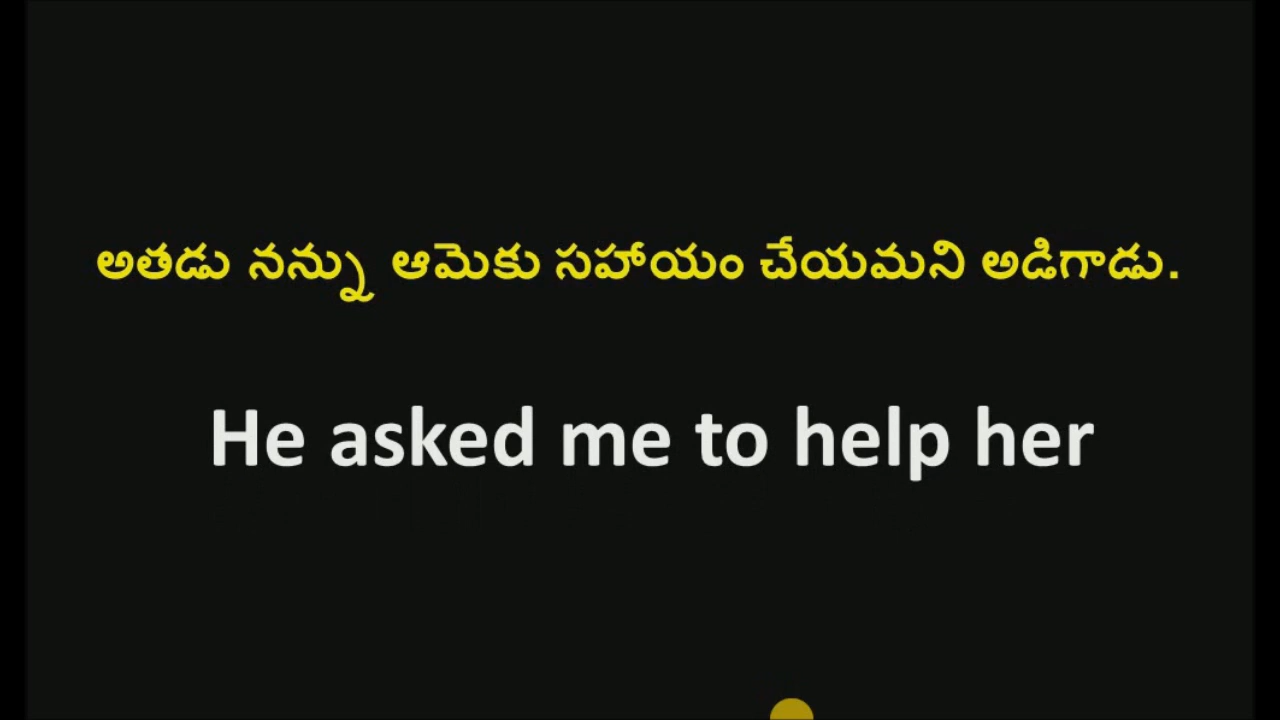 అతడు నన్ను ఆమెకు సహాయం చేయమని అడిగాడు.
He asked me to help her